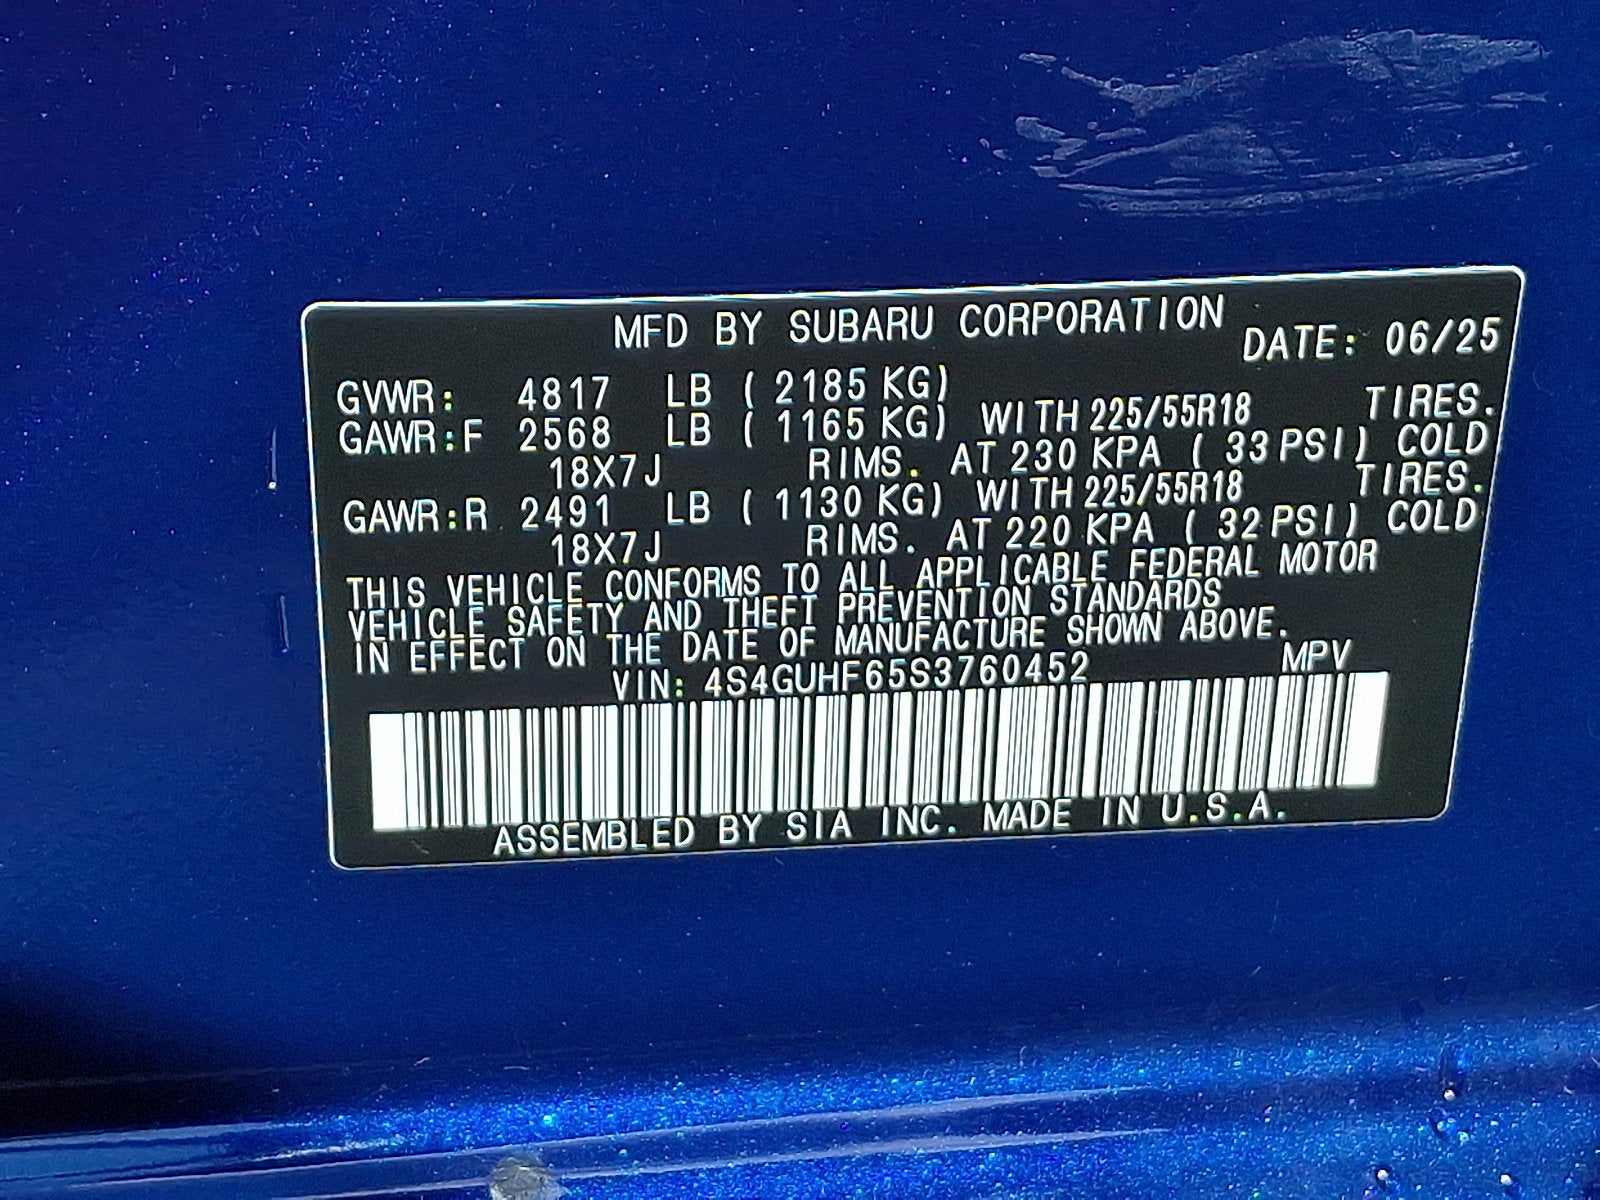 MFD BY SUBARU CORPORATION DATE: 06/25
GVWR: 4817 LB ( 2185 KG)
GAWR:F 2568 LB ( 1165 KG) WITH 225/55R18 TIRES.
18X7J RIMS. AT 230 KPA ( 33 PSI) COLD
GAWR:R 2491 LB ( 1130 KG) WITH 225/55R18 TIRES.
18X7J RIMS. AT 220 KPA ( 32 PSI) COLD
THIS VEHICLE CONFORMS TO ALL APPLICABLE FEDERAL MOTOR
VEHICLE SAFETY AND THEFT PREVENTION STANDARDS
IN EFFECT ON THE DATE OF MANUFACTURE SHOWN ABOVE.
VIN: 4S4GUHF65S3760452 MPV
ASSEMBLED BY SIA INC. MADE IN U.S.A.